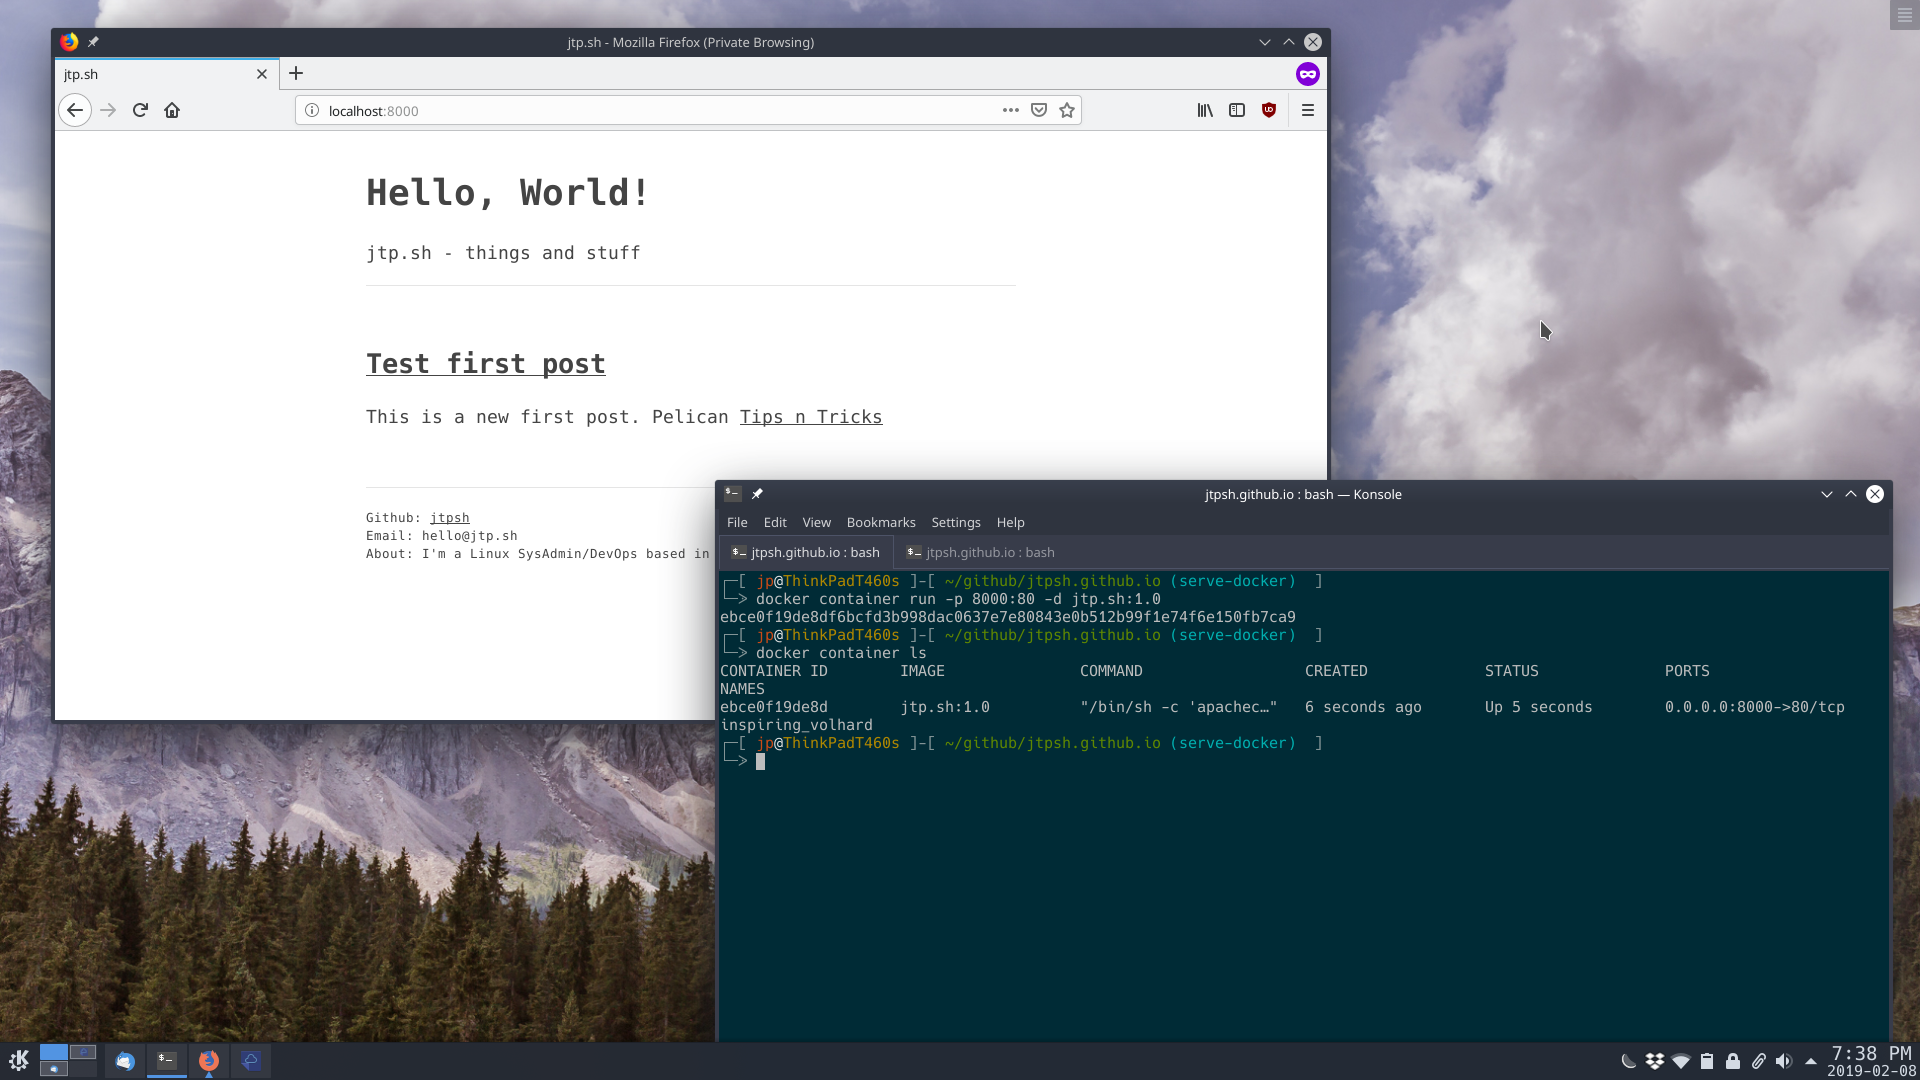 jtp.sh - Mozilla Firefox (Private Browsing)
jtp.sh
localhost:8000
Hello, World!
jtp.sh - things and stuff
Test first post
This is a new first post. Pelican Tips n Tricks
Github: jtpsh
Email: hello@jtp.sh
About: I'm a Linux SysAdmin/DevOps based in
jtpsh.github.io : bash — Konsole
File Edit View Bookmarks Settings Help
jtpsh.github.io : bash jtpsh.github.io : bash
┌─[ jp@ThinkPadT460s ]-[ ~/github/jtpsh.github.io (serve-docker) ]
└─> docker container run -p 8000:80 -d jtp.sh:1.0
ebce0f19de8df6bcfd3b998dac0637e7e80843e0b512b99f1e74f6e150fb7ca9
┌─[ jp@ThinkPadT460s ]-[ ~/github/jtpsh.github.io (serve-docker) ]
└─> docker container ls
CONTAINER ID IMAGE COMMAND CREATED STATUS PORTS
NAMES
ebce0f19de8d jtp.sh:1.0 "/bin/sh -c 'apachec…" 6 seconds ago Up 5 seconds 0.0.0.0:8000->80/tcp
inspiring_volhard
┌─[ jp@ThinkPadT460s ]-[ ~/github/jtpsh.github.io (serve-docker) ]
└─>
7:38 PM
2019-02-08